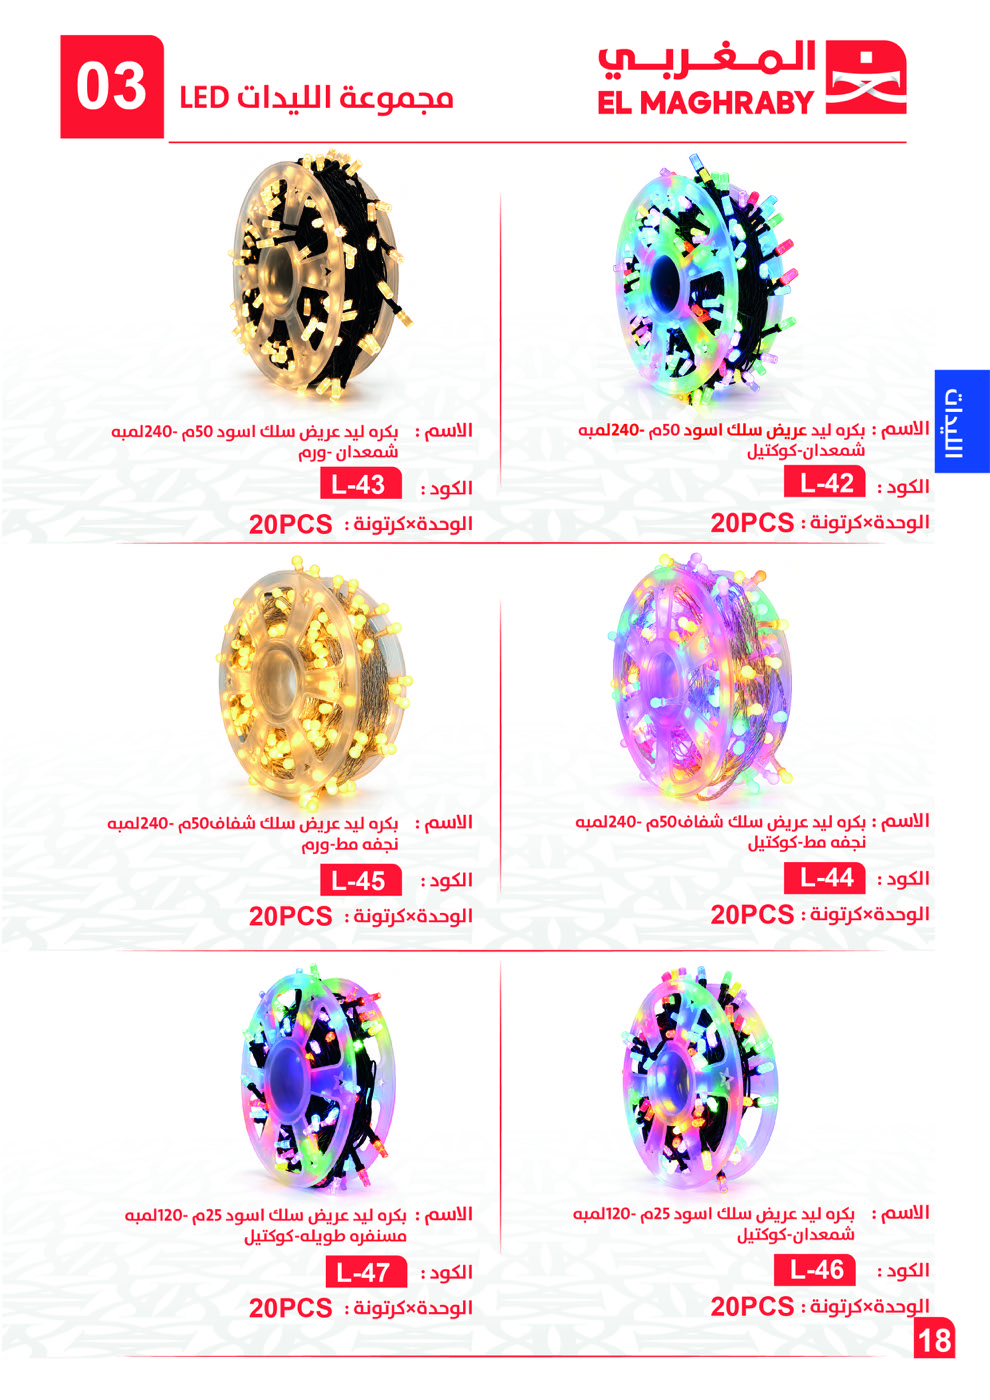 المغربي
EL MAGHRABY
03
مجموعة الليدات LED
الاسم : بكره ليد عريض سلك اسود 50م -240لمبه
شمعدان-كوكتيل
الكود : L-42
الوحدة×كرتونة : 20PCS
الاسم : بكره ليد عريض سلك اسود 50م -240لمبه
شمعدان -ورم
الكود : L-43
الوحدة×كرتونة : 20PCS
الاسم : بكره ليد عريض سلك شفاف50م -240لمبه
نجفه مط-كوكتيل
الكود : L-44
الوحدة×كرتونة : 20PCS
الاسم : بكره ليد عريض سلك شفاف50م -240لمبه
نجفه مط-ورم
الكود : L-45
الوحدة×كرتونة : 20PCS
الاسم : بكره ليد عريض سلك اسود 25م -120لمبه
شمعدان-كوكتيل
الكود : L-46
الوحدة×كرتونة : 20PCS
الاسم : بكره ليد عريض سلك اسود 25م -120لمبه
مسنفره طويله-كوكتيل
الكود : L-47
الوحدة×كرتونة : 20PCS
18